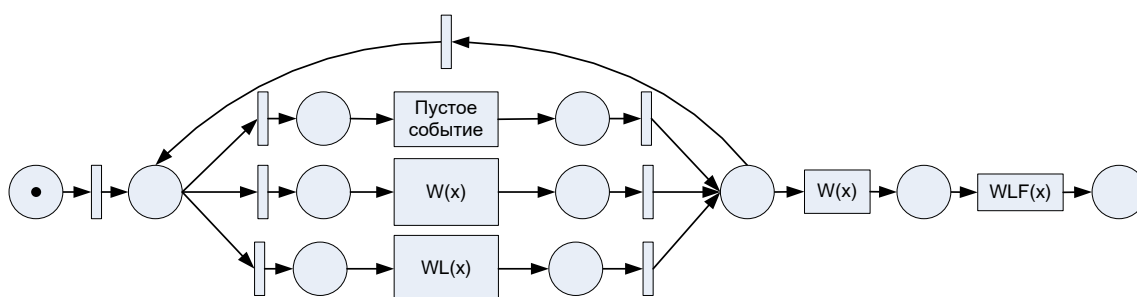 Пустое
событие
W(x)
W(x)
WLF(x)
WL(x)